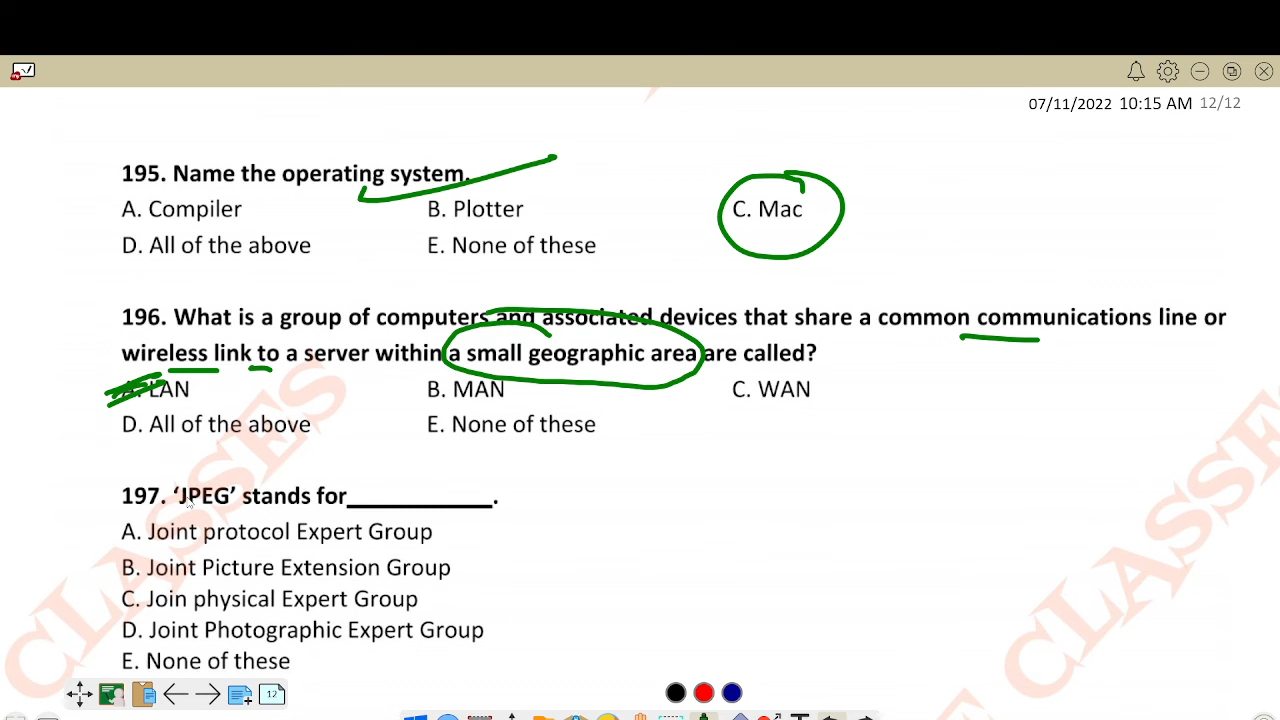 07/11/2022 10:15 AM 12/12
195. Name the operating system.
A. Compiler B. Plotter C. Mac
D. All of the above E. None of these
196. What is a group of computers and associated devices that share a common communications line or
wireless link to a server within a small geographic area are called?
A. LAN B. MAN C. WAN
D. All of the above E. None of these
197. ‘JPEG’ stands for____________.
A. Joint protocol Expert Group
B. Joint Picture Extension Group
C. Join physical Expert Group
D. Joint Photographic Expert Group
E. None of these
CLASSES
CLASSES
12